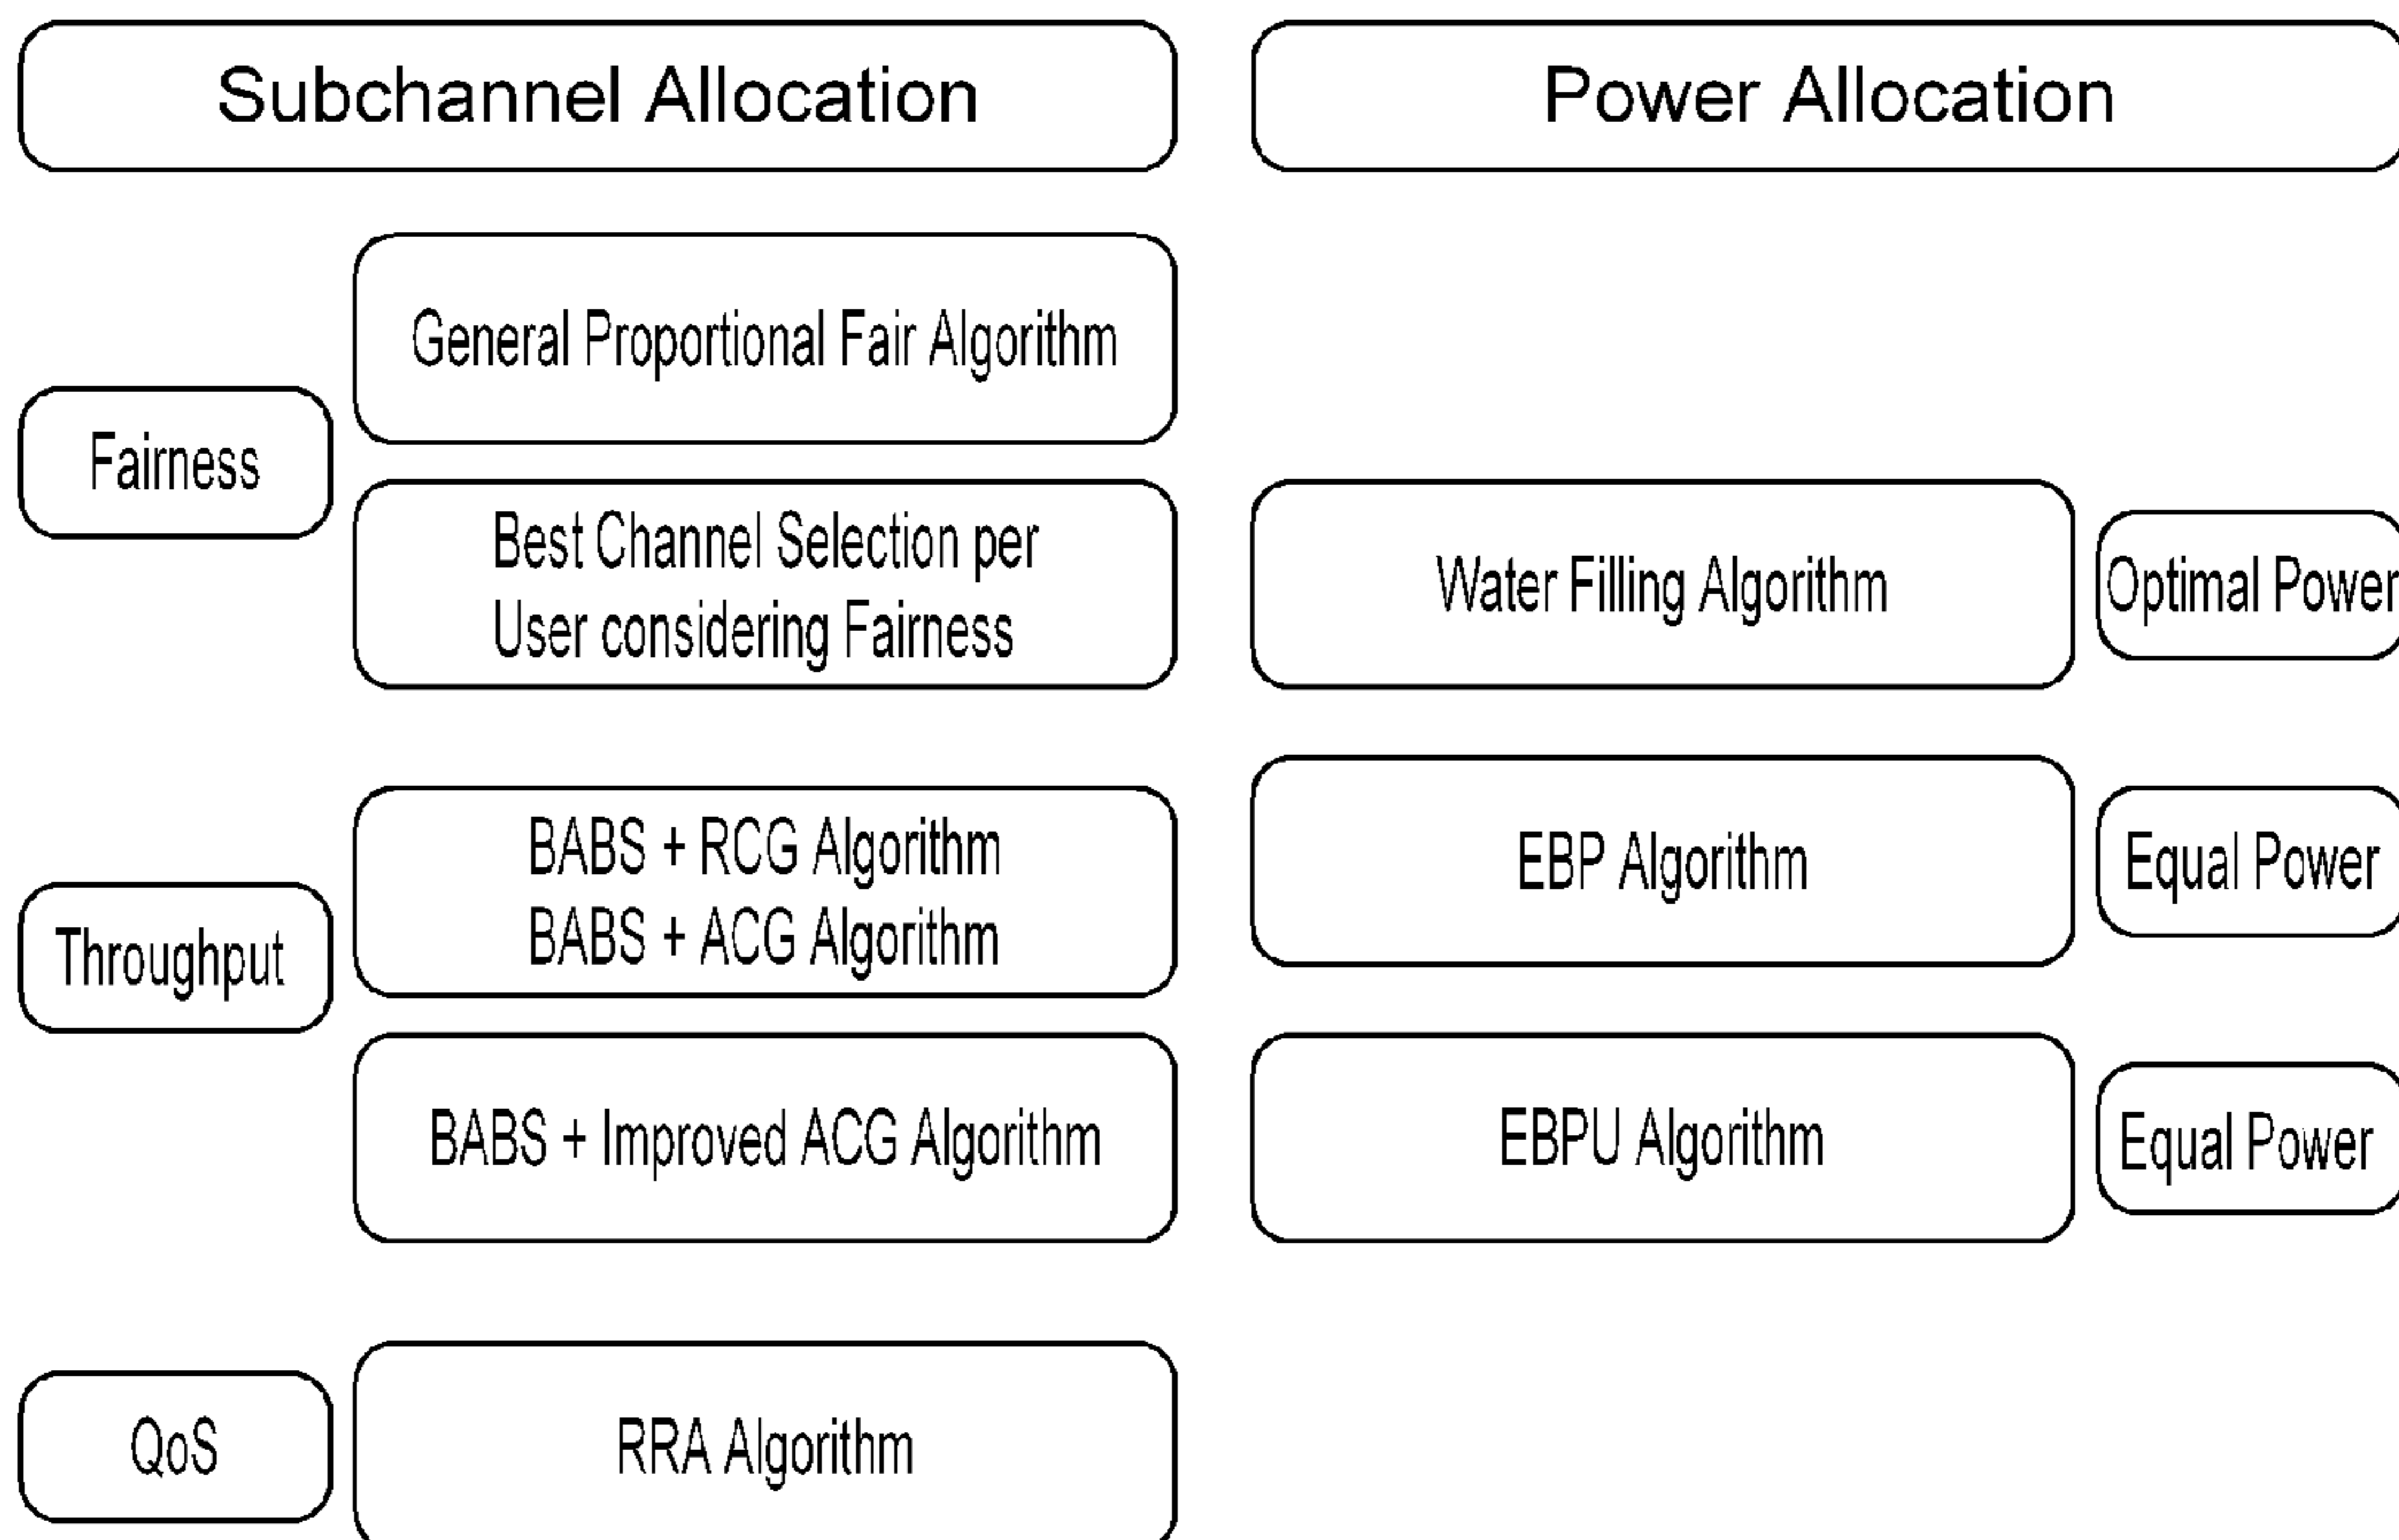 Subchannel Allocation
Power Allocation
Fairness
General Proportional Fair Algorithm
Best Channel Selection per
User considering Fairness
Water Filling Algorithm
Optimal Power
Throughput
BABS + RCG Algorithm
BABS + ACG Algorithm
EBP Algorithm
Equal Power
BABS + Improved ACG Algorithm
EBPU Algorithm
Equal Power
QoS
RRA Algorithm